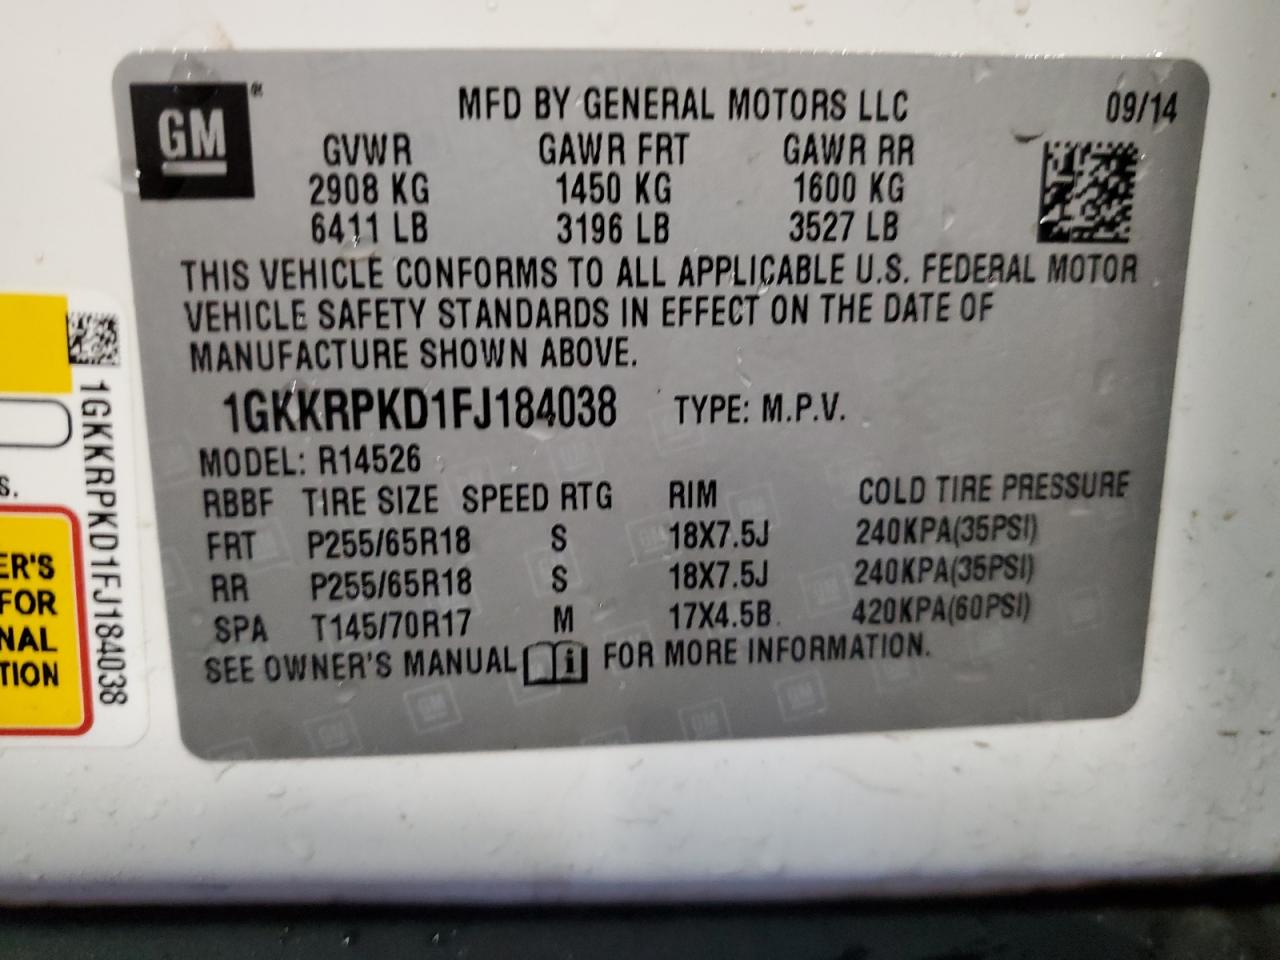 GM®
MFD BY GENERAL MOTORS LLC 09/14
GVWR GAWR FRT GAWR RR
2908 KG 1450 KG 1600 KG
6411 LB 3196 LB 3527 LB
THIS VEHICLE CONFORMS TO ALL APPLICABLE U.S. FEDERAL MOTOR
VEHICLE SAFETY STANDARDS IN EFFECT ON THE DATE OF
MANUFACTURE SHOWN ABOVE.
1GKKRPKD1FJ184038 TYPE: M.P.V.
MODEL: R14526
RBBF TIRE SIZE SPEED RTG RIM COLD TIRE PRESSURE
FRT P255/65R18 S 18X7.5J 240KPA(35PSI)
RR P255/65R18 S 18X7.5J 240KPA(35PSI)
SPA T145/70R17 M 17X4.5B 420KPA(60PSI)
SEE OWNER'S MANUAL i FOR MORE INFORMATION.
1GKKRPKD1FJ184038
S.
ER'S
FOR
NAL
TION